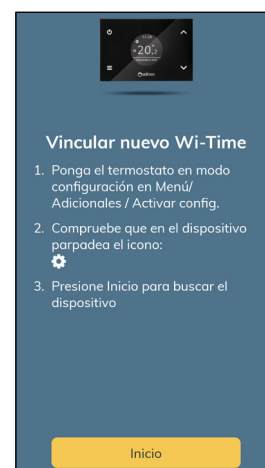 20.
Vincular nuevo Wi-Time
1. Ponga el termostato en modo
configuración en Menú/
Adicionales / Activar config.
2. Compruebe que en el dispositivo
parpadea el icono:
3. Presione Inicio para buscar el
dispositivo
Inicio